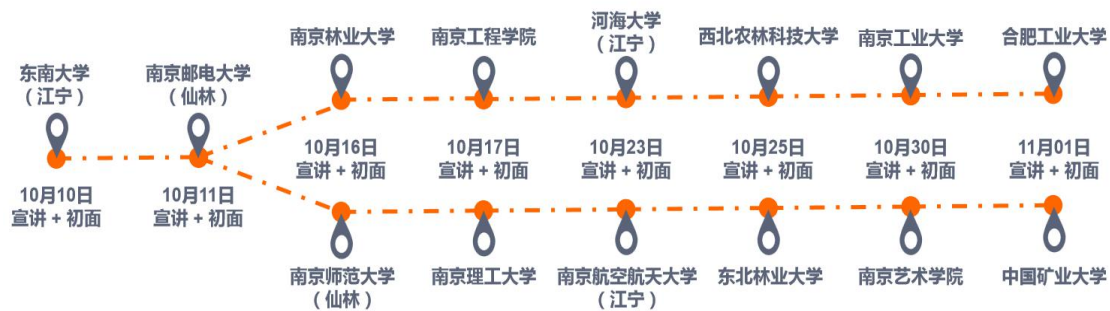 东南大学
（江宁）
10月10日
宣讲 + 初面
南京邮电大学
（仙林）
10月11日
宣讲 + 初面
南京林业大学
10月16日
宣讲 + 初面
南京师范大学
（仙林）
南京工程学院
10月17日
宣讲 + 初面
南京理工大学
河海大学
（江宁）
10月23日
宣讲 + 初面
南京航空航天大学
（江宁）
西北农林科技大学
10月25日
宣讲 + 初面
东北林业大学
南京工业大学
10月30日
宣讲 + 初面
南京艺术学院
合肥工业大学
11月01日
宣讲 + 初面
中国矿业大学